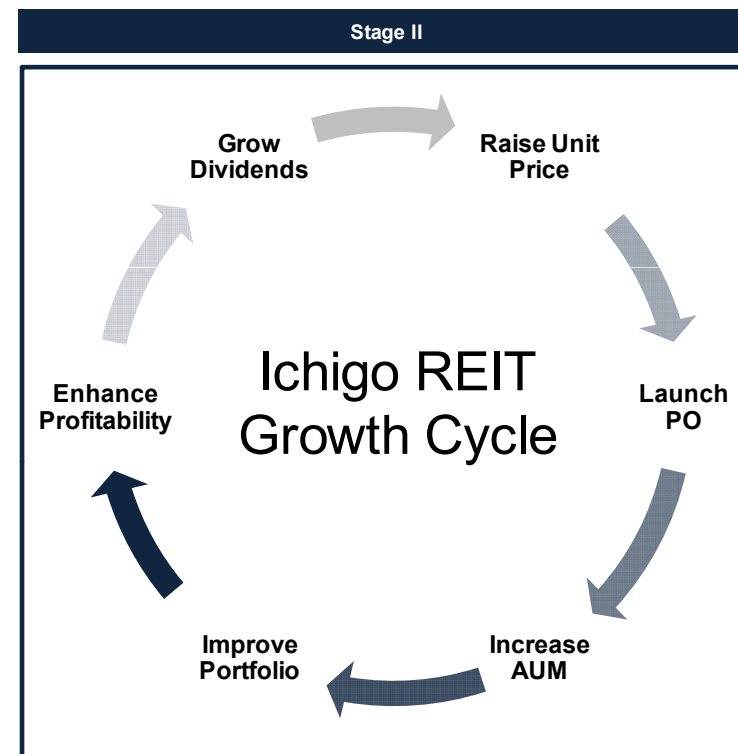 Stage II
Grow
Dividends
Raise Unit
Price
Launch
PO
Increase
AUM
Improve
Portfolio
Enhance
Profitability
Ichigo REIT
Growth Cycle